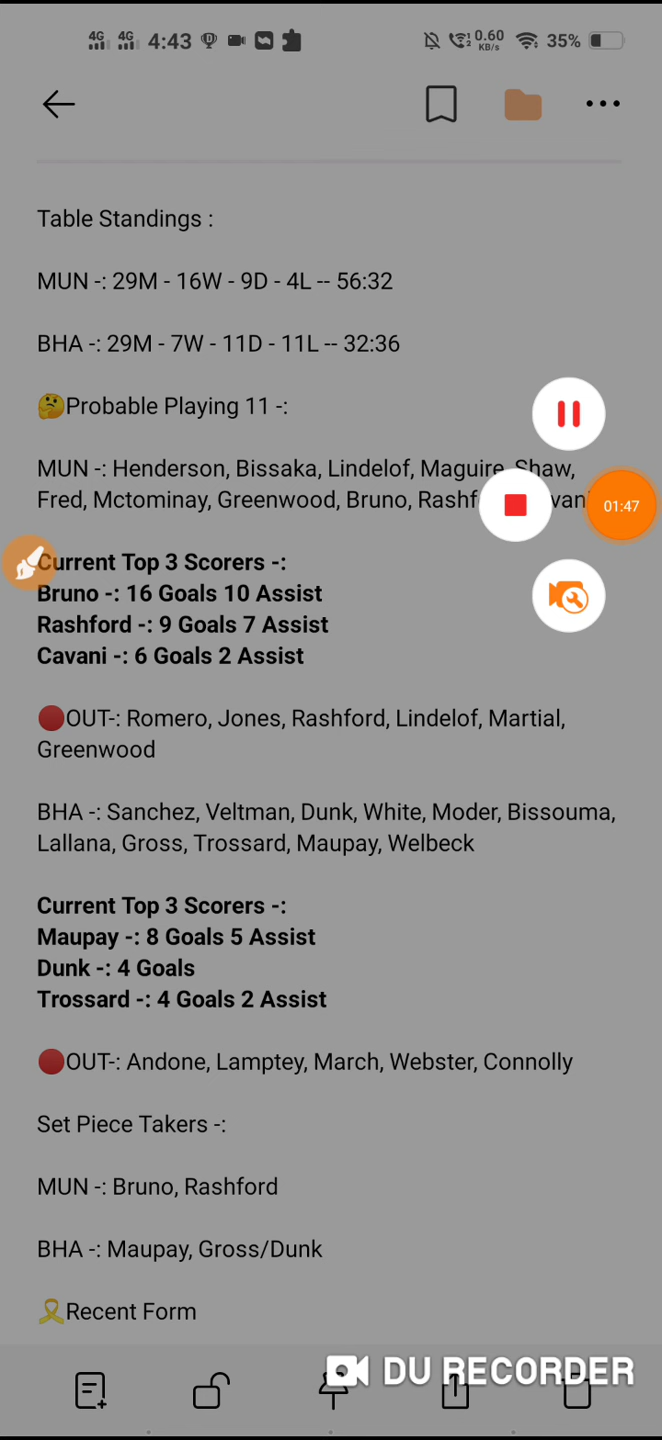 4G 4G 4:43 0.60 KB/s 35%
Table Standings :
MUN -: 29M - 16W - 9D - 4L -- 56:32
BHA -: 29M - 7W - 11D - 11L -- 32:36
🤔Probable Playing 11 -:
MUN -: Henderson, Bissaka, Lindelof, Maguire, Shaw,
Fred, Mctominay, Greenwood, Bruno,
01:47
Current Top 3 Scorers -:
Bruno -: 16 Goals 10 Assist
Rashford -: 9 Goals 7 Assist
Cavani -: 6 Goals 2 Assist
🔴OUT-: Romero, Jones, Rashford, Lindelof, Martial,
Greenwood
BHA -: Sanchez, Veltman, Dunk, White, Moder, Bissouma,
Lallana, Gross, Trossard, Maupay, Welbeck
Current Top 3 Scorers -:
Maupay -: 8 Goals 5 Assist
Dunk -: 4 Goals
Trossard -: 4 Goals 2 Assist
🔴OUT-: Andone, Lamptey, March, Webster, Connolly
Set Piece Takers -:
MUN -: Bruno, Rashford
BHA -: Maupay, Gross/Dunk
🎗️Recent Form
DU RECORDER